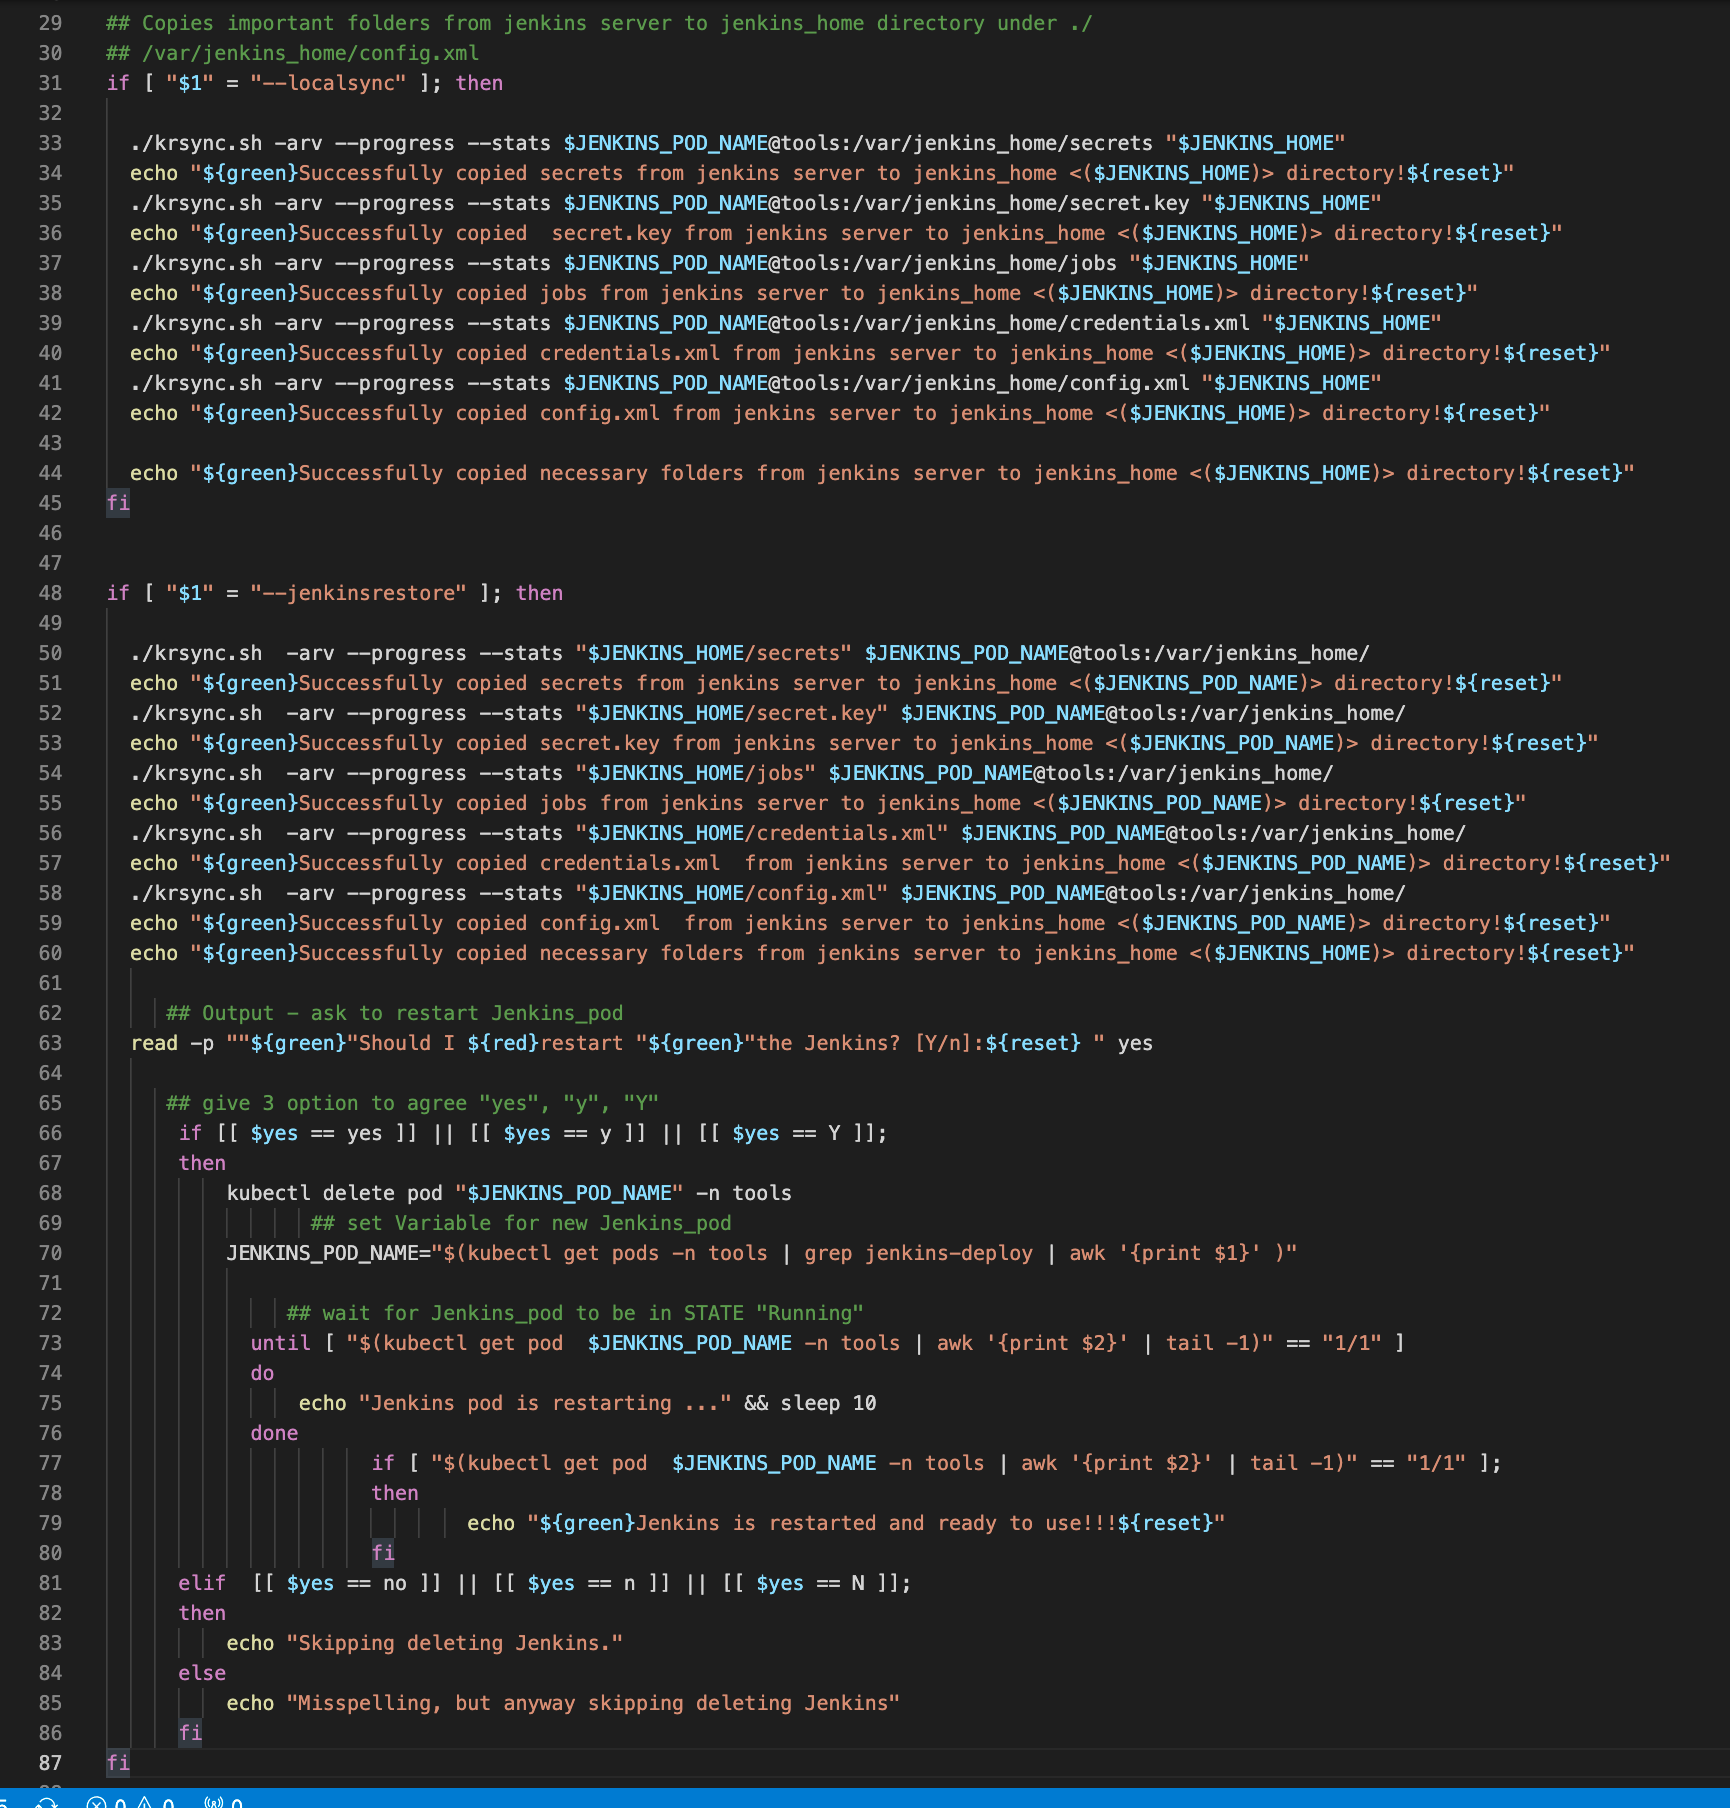 29 ## Copies important folders from jenkins server to jenkins_home directory under ./
30 ## /var/jenkins_home/config.xml
31 if [ "$1" = "--localsync" ]; then
32
33 ./krsync.sh -arv --progress --stats $JENKINS_POD_NAME@tools:/var/jenkins_home/secrets "$JENKINS_HOME"
34 echo "${green}Successfully copied secrets from jenkins server to jenkins_home <($JENKINS_HOME)> directory!${reset}"
35 ./krsync.sh -arv --progress --stats $JENKINS_POD_NAME@tools:/var/jenkins_home/secret.key "$JENKINS_HOME"
36 echo "${green}Successfully copied  secret.key from jenkins server to jenkins_home <($JENKINS_HOME)> directory!${reset}"
37 ./krsync.sh -arv --progress --stats $JENKINS_POD_NAME@tools:/var/jenkins_home/jobs "$JENKINS_HOME"
38 echo "${green}Successfully copied jobs from jenkins server to jenkins_home <($JENKINS_HOME)> directory!${reset}"
39 ./krsync.sh -arv --progress --stats $JENKINS_POD_NAME@tools:/var/jenkins_home/credentials.xml "$JENKINS_HOME"
40 echo "${green}Successfully copied credentials.xml from jenkins server to jenkins_home <($JENKINS_HOME)> directory!${reset}"
41 ./krsync.sh -arv --progress --stats $JENKINS_POD_NAME@tools:/var/jenkins_home/config.xml "$JENKINS_HOME"
42 echo "${green}Successfully copied config.xml from jenkins server to jenkins_home <($JENKINS_HOME)> directory!${reset}"
43
44 echo "${green}Successfully copied necessary folders from jenkins server to jenkins_home <($JENKINS_HOME)> directory!${reset}"
45 fi
46
47
48 if [ "$1" = "--jenkinsrestore" ]; then
49
50 ./krsync.sh  -arv --progress --stats "$JENKINS_HOME/secrets" $JENKINS_POD_NAME@tools:/var/jenkins_home/
51 echo "${green}Successfully copied secrets from jenkins server to jenkins_home <($JENKINS_POD_NAME)> directory!${reset}"
52 ./krsync.sh  -arv --progress --stats "$JENKINS_HOME/secret.key" $JENKINS_POD_NAME@tools:/var/jenkins_home/
53 echo "${green}Successfully copied secret.key from jenkins server to jenkins_home <($JENKINS_POD_NAME)> directory!${reset}"
54 ./krsync.sh  -arv --progress --stats "$JENKINS_HOME/jobs" $JENKINS_POD_NAME@tools:/var/jenkins_home/
55 echo "${green}Successfully copied jobs from jenkins server to jenkins_home <($JENKINS_POD_NAME)> directory!${reset}"
56 ./krsync.sh  -arv --progress --stats "$JENKINS_HOME/credentials.xml" $JENKINS_POD_NAME@tools:/var/jenkins_home/
57 echo "${green}Successfully copied credentials.xml  from jenkins server to jenkins_home <($JENKINS_POD_NAME)> directory!${reset}"
58 ./krsync.sh  -arv --progress --stats "$JENKINS_HOME/config.xml" $JENKINS_POD_NAME@tools:/var/jenkins_home/
59 echo "${green}Successfully copied config.xml  from jenkins server to jenkins_home <($JENKINS_POD_NAME)> directory!${reset}"
60 echo "${green}Successfully copied necessary folders from jenkins server to jenkins_home <($JENKINS_HOME)> directory!${reset}"
61
62 ## Output - ask to restart Jenkins_pod
63 read -p ""${green}"Should I ${red}restart "${green}"the Jenkins? [Y/n]:${reset} " yes
64
65 ## give 3 option to agree "yes", "y", "Y"
66 if [[ $yes == yes ]] || [[ $yes == y ]] || [[ $yes == Y ]];
67 then
68 kubectl delete pod "$JENKINS_POD_NAME" -n tools
69 ## set Variable for new Jenkins_pod
70 JENKINS_POD_NAME="$(kubectl get pods -n tools | grep jenkins-deploy | awk '{print $1}' )"
71
72 ## wait for Jenkins_pod to be in STATE "Running"
73 until [ "$(kubectl get pod  $JENKINS_POD_NAME -n tools | awk '{print $2}' | tail -1)" == "1/1" ]
74 do
75 echo "Jenkins pod is restarting ..." && sleep 10
76 done
77 if [ "$(kubectl get pod  $JENKINS_POD_NAME -n tools | awk '{print $2}' | tail -1)" == "1/1" ];
78 then
79 echo "${green}Jenkins is restarted and ready to use!!!${reset}"
80 fi
81 elif  [[ $yes == no ]] || [[ $yes == n ]] || [[ $yes == N ]];
82 then
83 echo "Skipping deleting Jenkins."
84 else
85 echo "Misspelling, but anyway skipping deleting Jenkins"
86 fi
87 fi
0 0 0